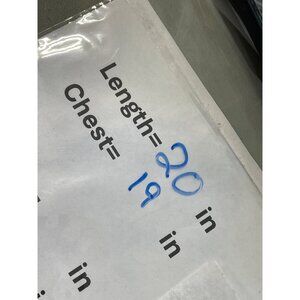 Length= 20 in
Chest= 19 in
in